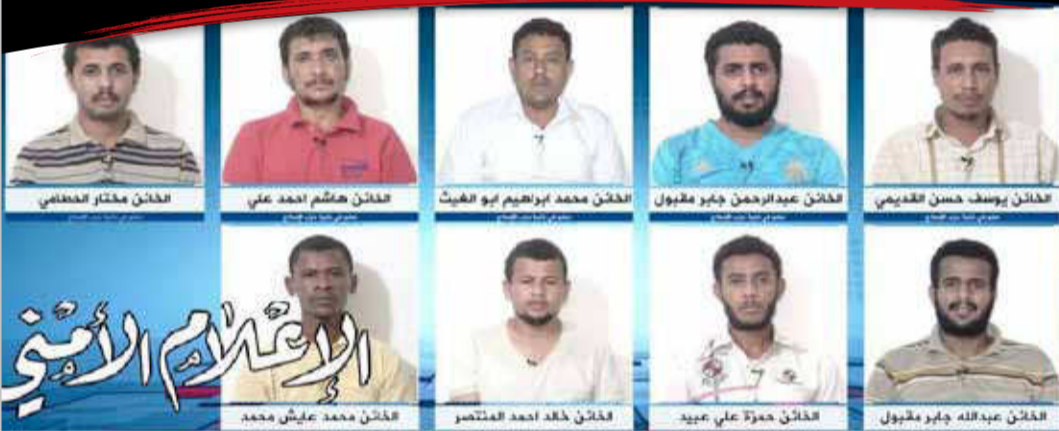 الخائن يوسف حسن القديمي
الخائن عبدالرحمن جابر مقبول
الخائن محمد ابراهيم ابو الغيث
الخائن هاشم احمد علي
الخائن مختار الحطامي
الخائن عبدالله جابر مقبول
الخائن حمزة علي عبيد
الخائن خالد احمد المنتصر
الخائن محمد عايش محمد
الإعلام الأمني